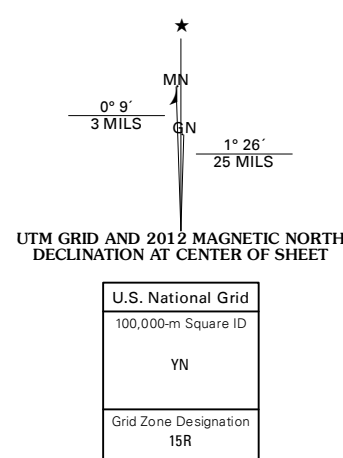 ★
MN
0° 9´
3 MILS
GN
1° 26´
25 MILS
UTM GRID AND 2012 MAGNETIC NORTH
DECLINATION AT CENTER OF SHEET
U.S. National Grid
100,000-m Square ID
YN
Grid Zone Designation
15R